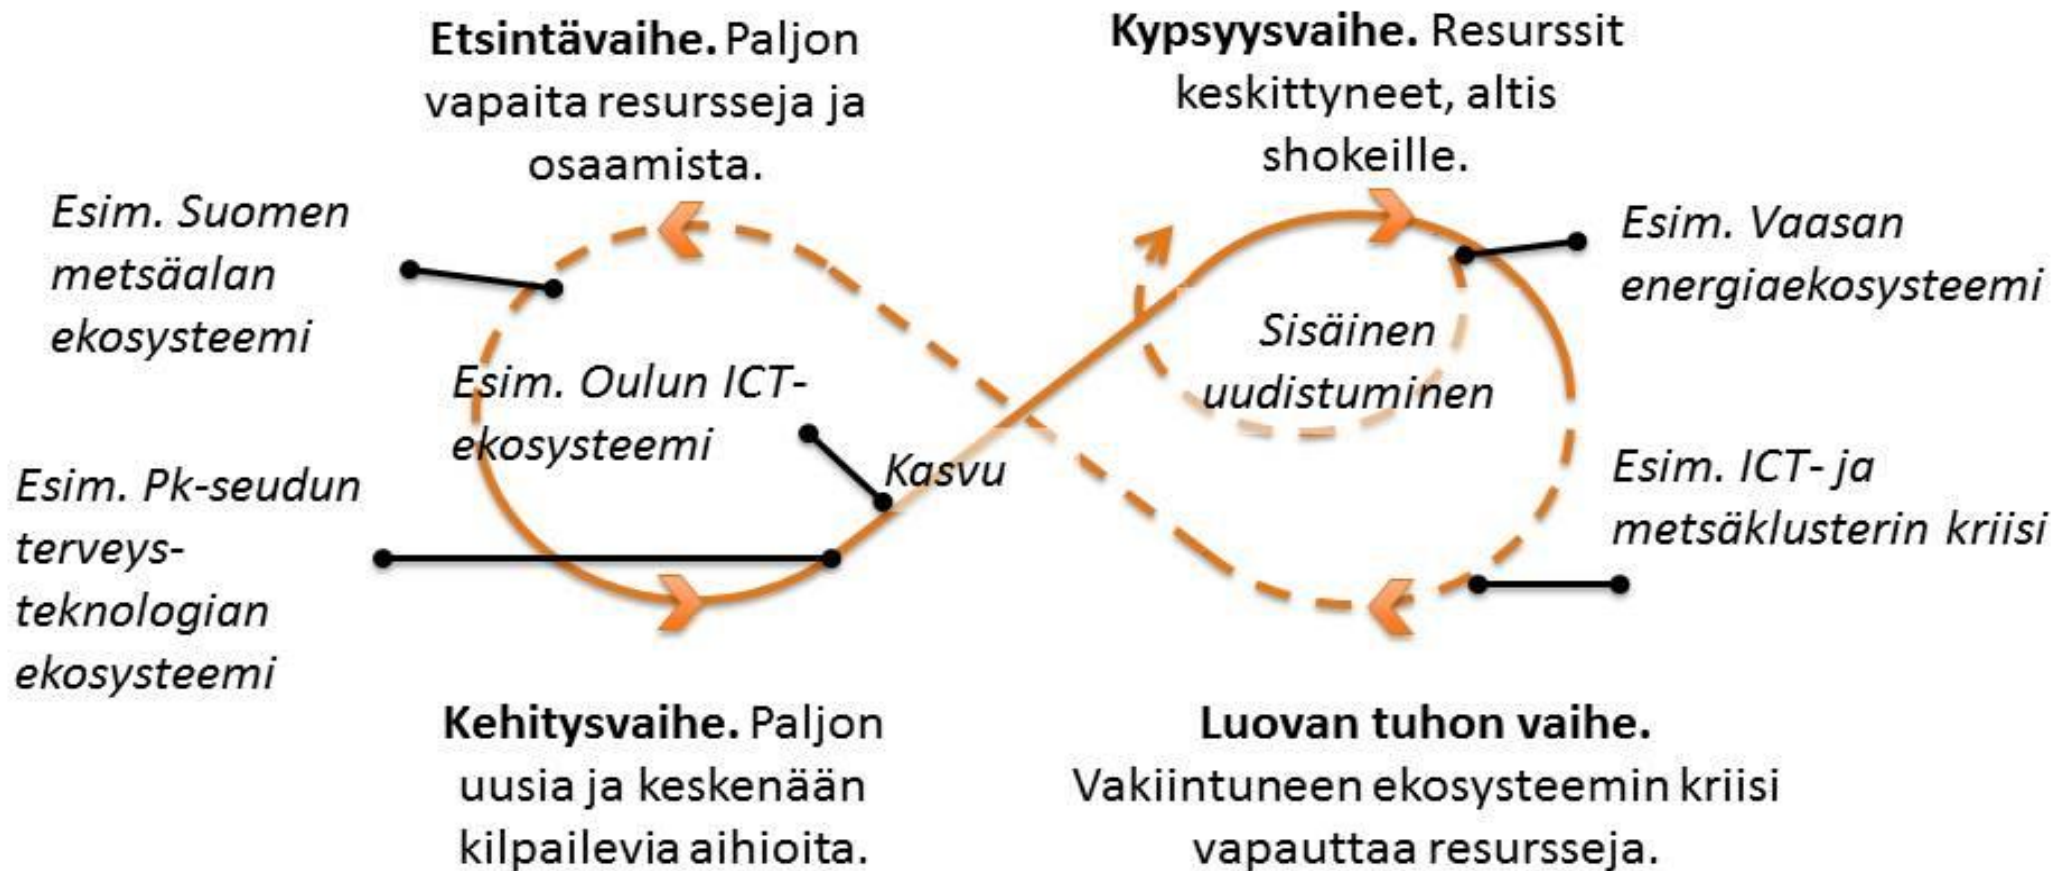 Etsintävaihe. Paljon
vapaita resursseja ja
osaamista.
Kypsyysvaihe. Resurssit
keskittyneet, altis
shokeille.
Esim. Suomen
metsäalan
ekosysteemi
Esim. Vaasan
energiaekosysteemi
Sisäinen
uudistuminen
Esim. Oulun ICT-
ekosysteemi
Kasvu
Esim. Pk-seudun
terveys-
teknologian
ekosysteemi
Esim. ICT- ja
metsäklusterin kriisi
Kehitysvaihe. Paljon
uusia ja keskenään
kilpailevia aihioita.
Luovan tuhon vaihe.
Vakiintuneen ekosysteemin kriisi
vapauttaa resursseja.